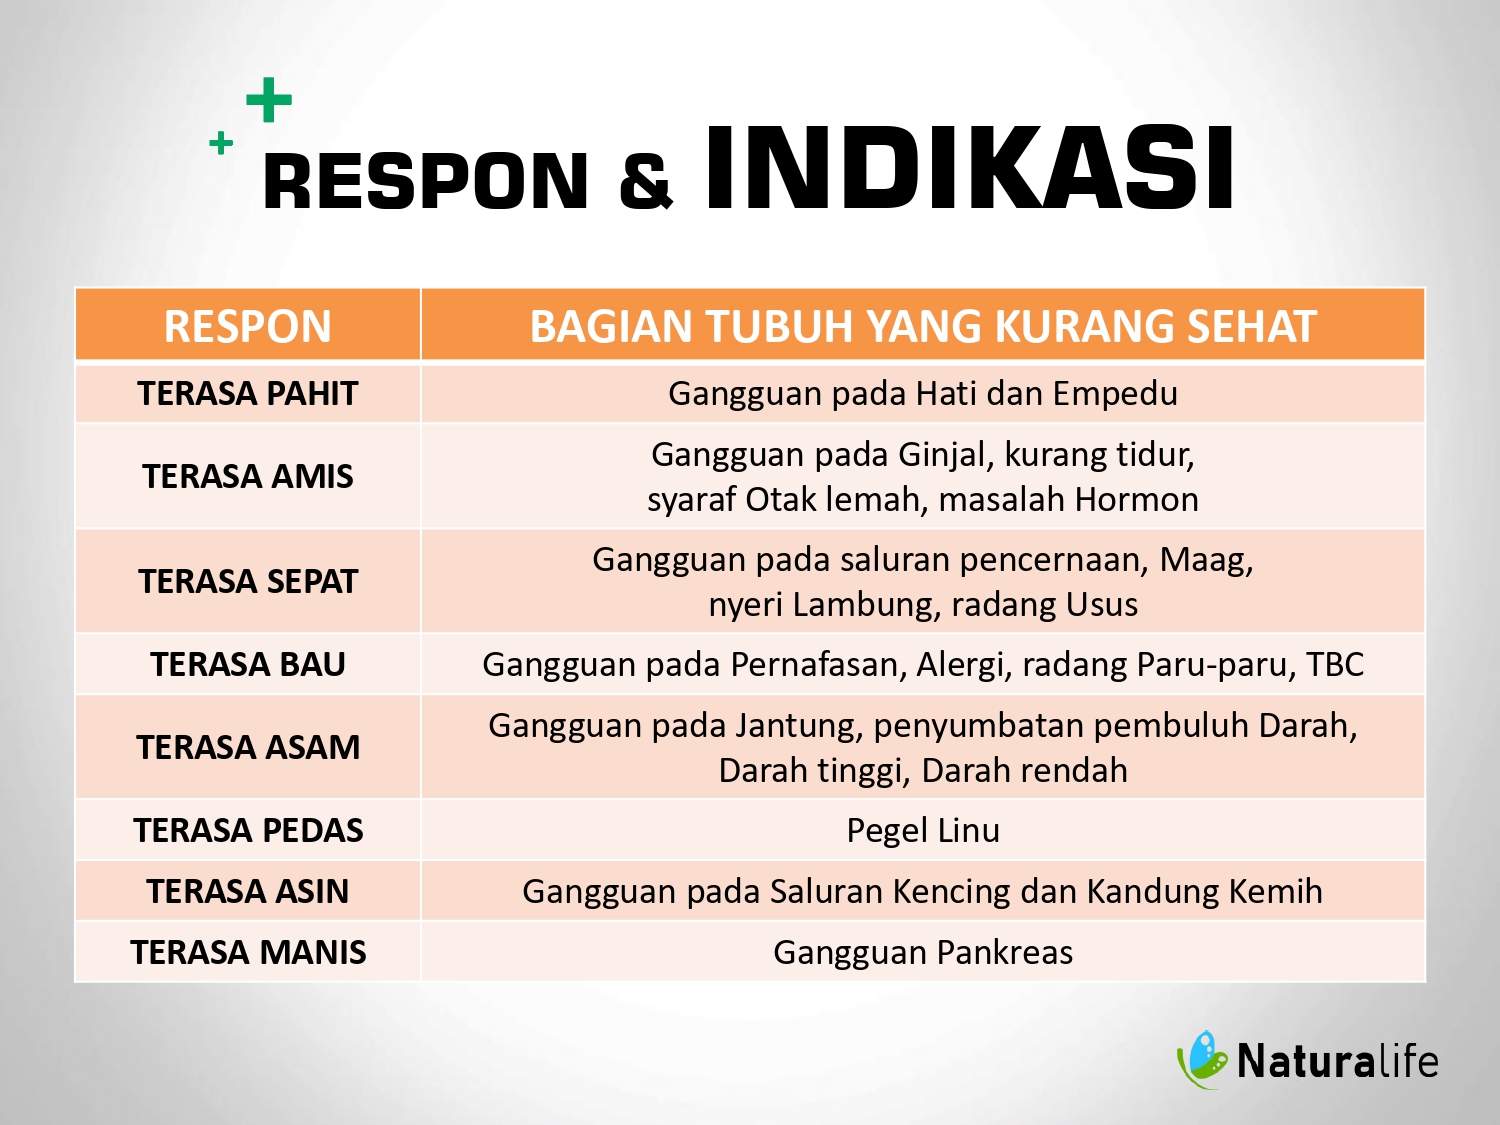 RESPON & INDIKASI
RESPON
BAGIAN TUBUH YANG KURANG SEHAT
TERASA PAHIT
Gangguan pada Hati dan Empedu
TERASA AMIS
Gangguan pada Ginjal, kurang tidur,
syaraf Otak lemah, masalah Hormon
TERASA SEPAT
Gangguan pada saluran pencernaan, Maag,
nyeri Lambung, radang Usus
TERASA BAU
Gangguan pada Pernafasan, Alergi, radang Paru-paru, TBC
TERASA ASAM
Gangguan pada Jantung, penyumbatan pembuluh Darah,
Darah tinggi, Darah rendah
TERASA PEDAS
Pegel Linu
TERASA ASIN
Gangguan pada Saluran Kencing dan Kandung Kemih
TERASA MANIS
Gangguan Pankreas
Naturalife